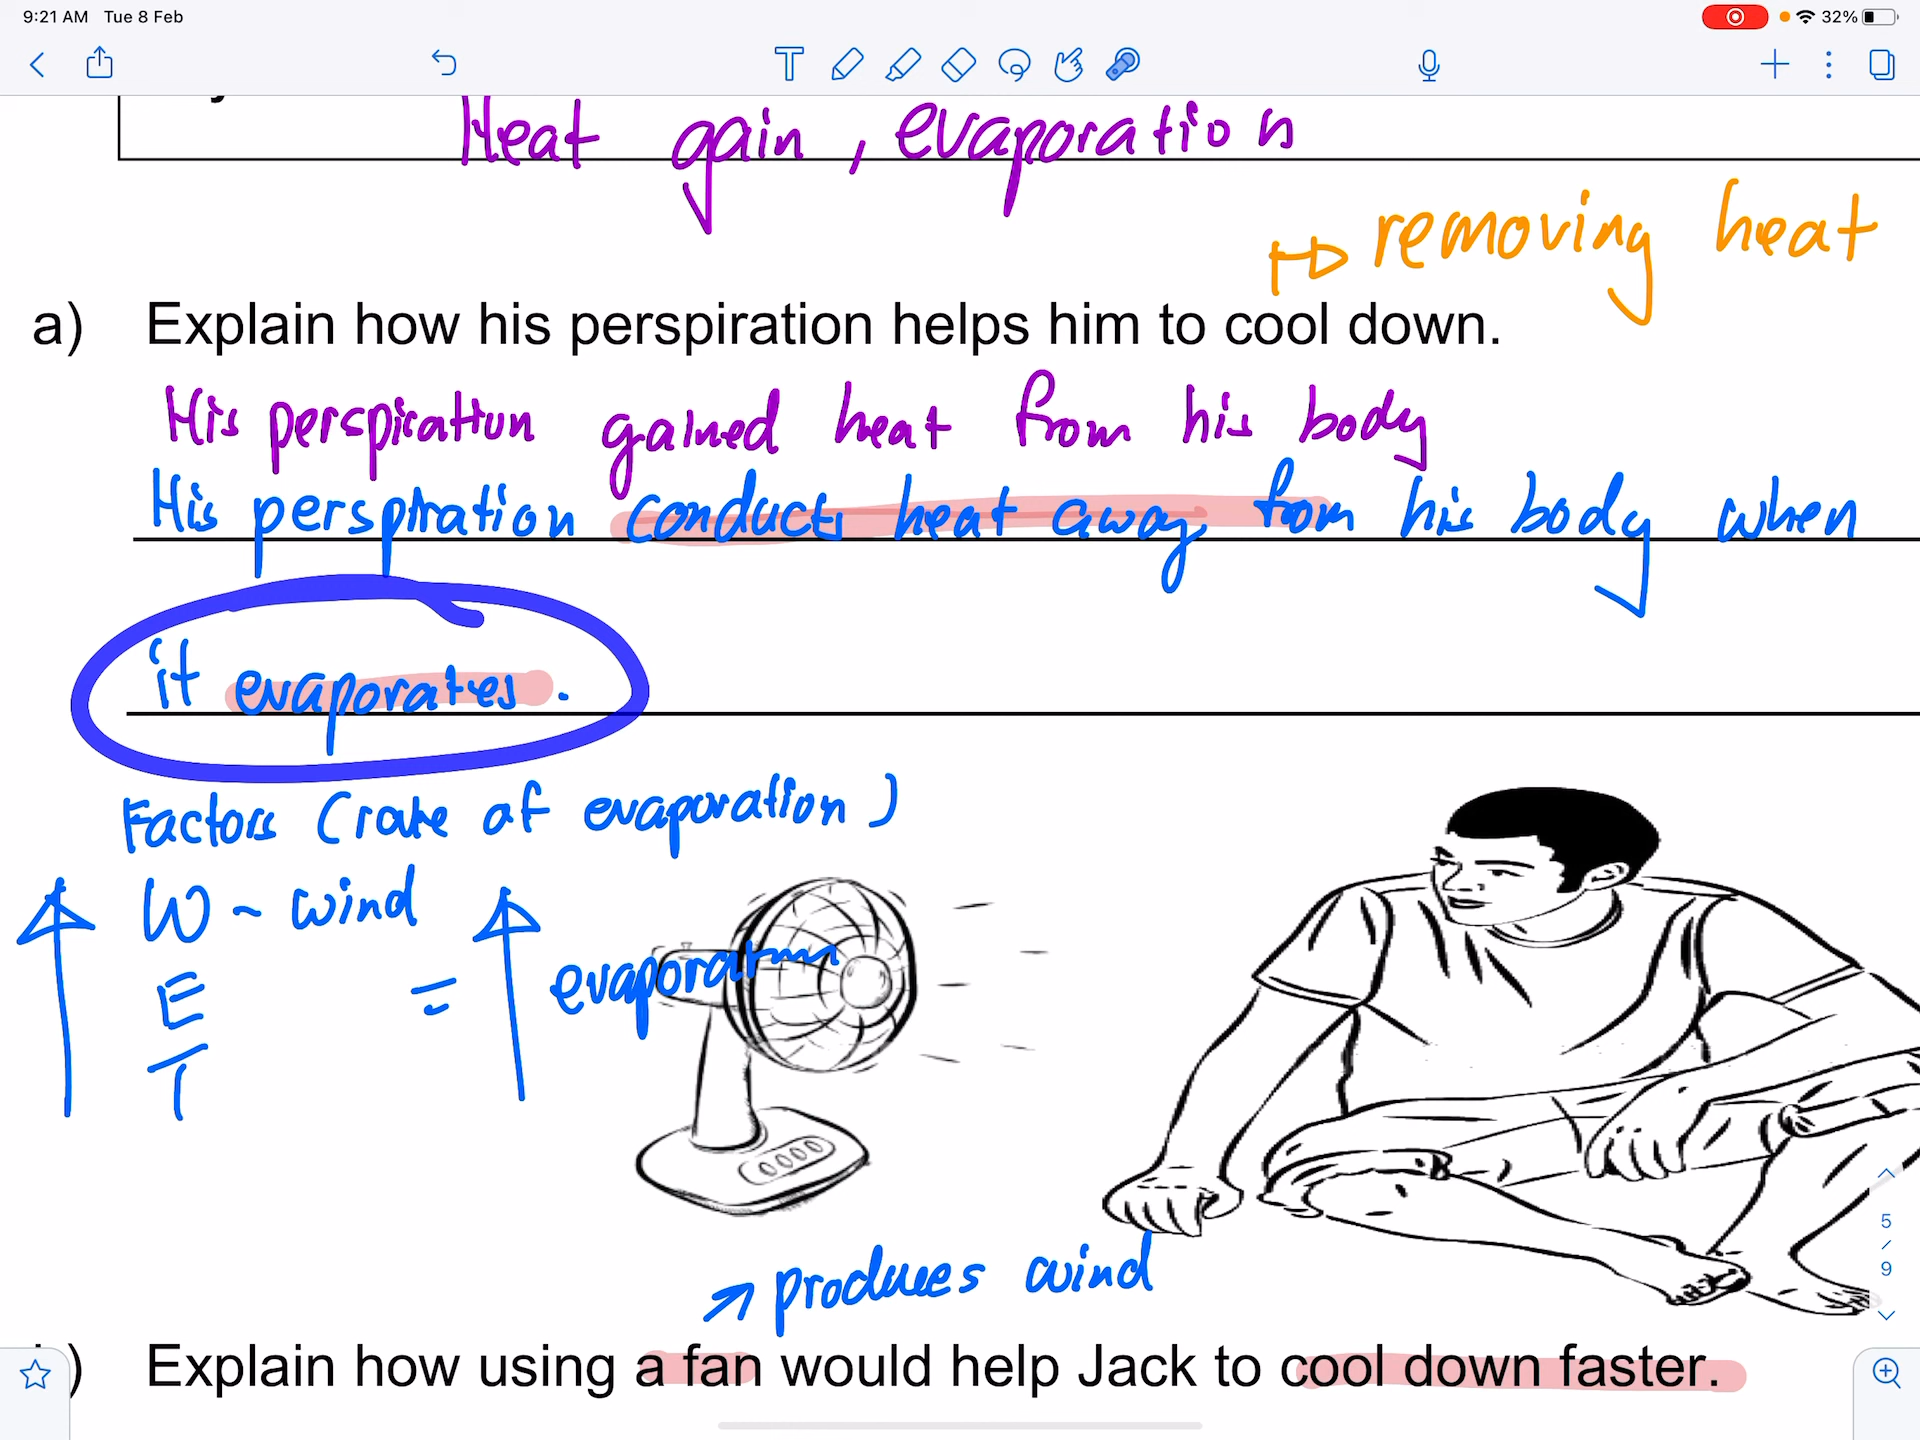 9:21 AM Tue 8 Feb
32%
Heat gain, evaporation
removing heat
a) Explain how his perspiration helps him to cool down.
His perspiration gained heat from his body
His perspiration conducts heat away from his body when
it evaporates.
Factors (rate of evaporation)
W ~ wind
E = evaporation
T
produces wind
5
/
9
) Explain how using a fan would help Jack to cool down faster.